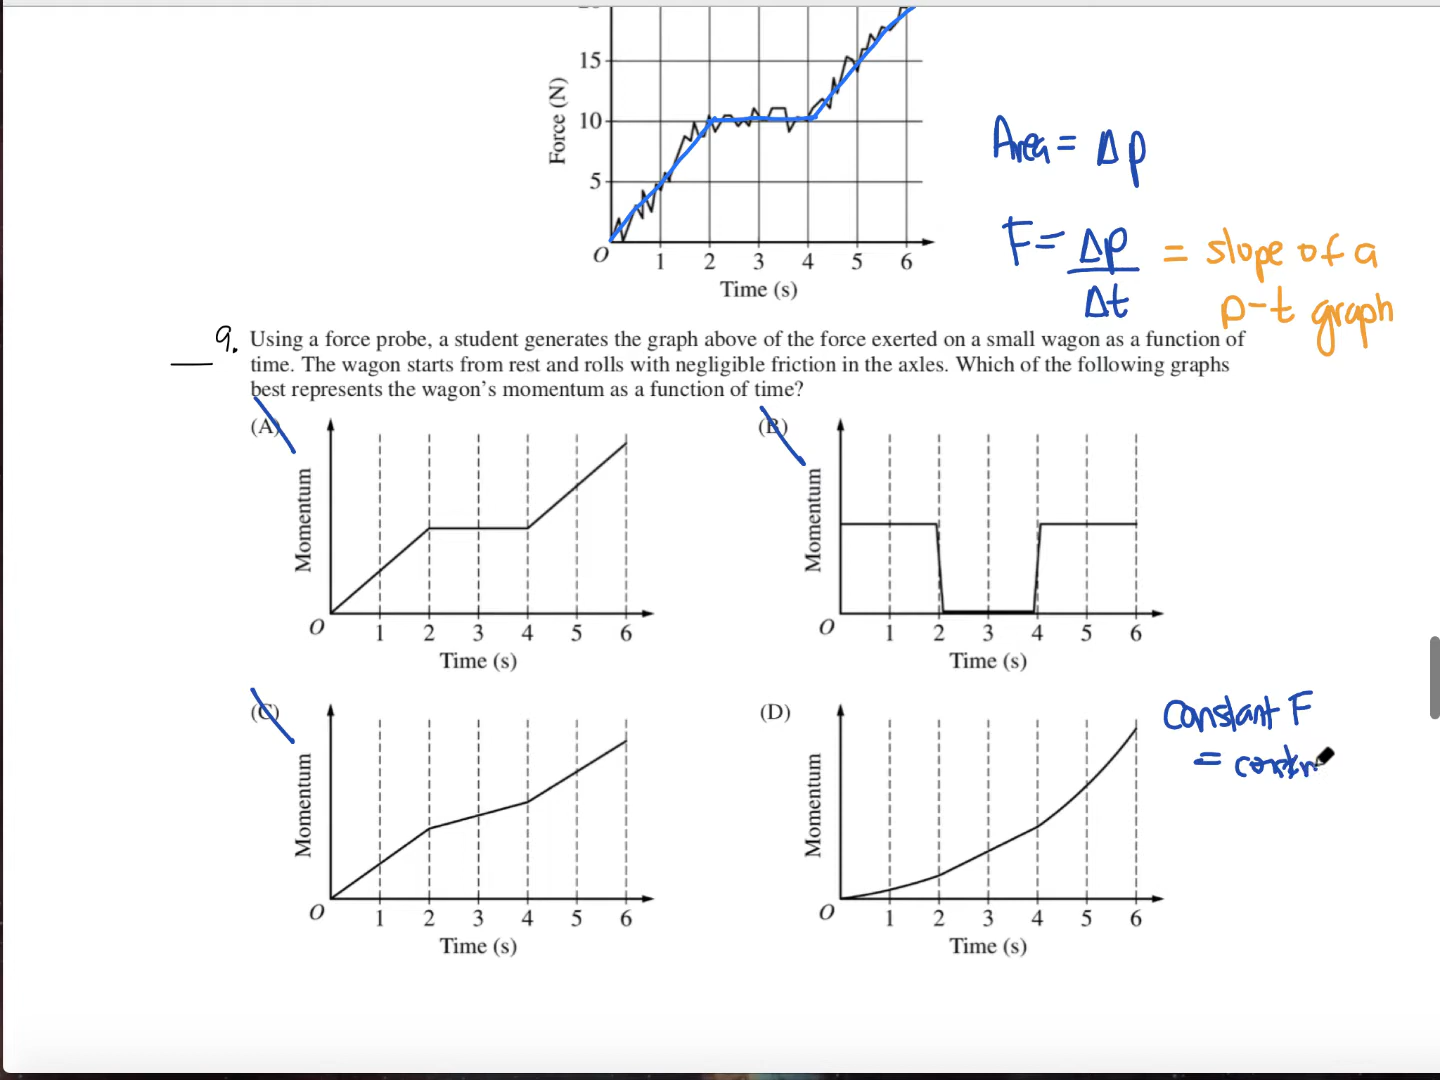 15
Force (N)
10
5
O
1 2 3 4 5 6
Time (s)
Area = Δp
F = Δp = slope of a
Δt p-t graph
9. Using a force probe, a student generates the graph above of the force exerted on a small wagon as a function of
time. The wagon starts from rest and rolls with negligible friction in the axles. Which of the following graphs
best represents the wagon's momentum as a function of time?
(A)
Momentum
O
1 2 3 4 5 6
Time (s)
(B)
Momentum
O
1 2 3 4 5 6
Time (s)
(C)
Momentum
O
1 2 3 4 5 6
Time (s)
(D)
Momentum
O
1 2 3 4 5 6
Time (s)
constant F
=